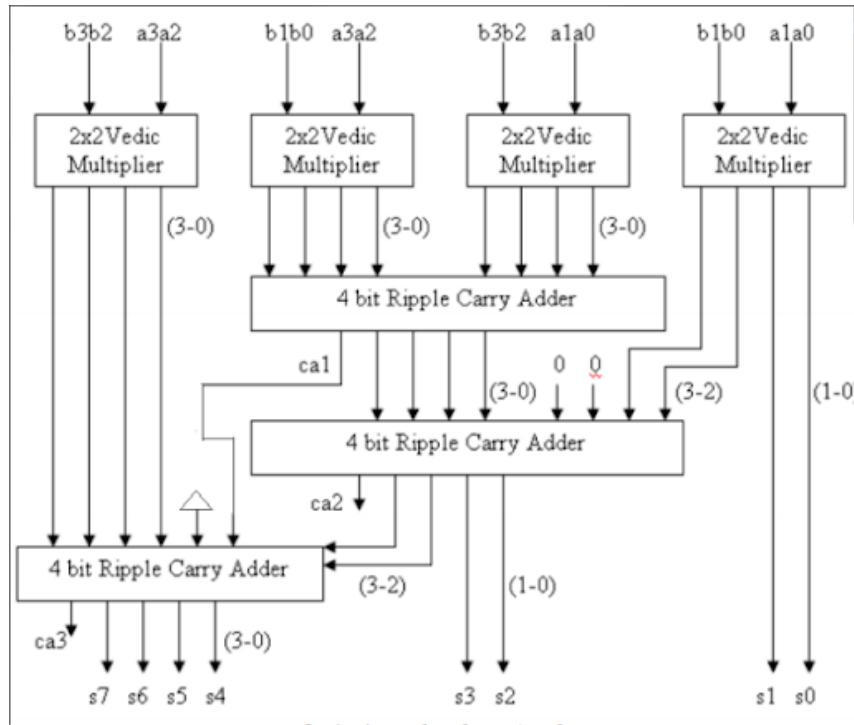 b3b2 a3a2 b1b0 a3a2 b3b2 a1a0 b1b0 a1a0
2x2Vedic Multiplier
2x2Vedic Multiplier
2x2Vedic Multiplier
2x2Vedic Multiplier
(3-0) (3-0) (3-0)
4 bit Ripple Carry Adder
ca1 0 0
(3-0) (3-2) (1-0
4 bit Ripple Carry Adder
ca2
4 bit Ripple Carry Adder
(3-2) (1-0)
ca3 (3-0)
s7 s6 s5 s4 s3 s2 s1 s0